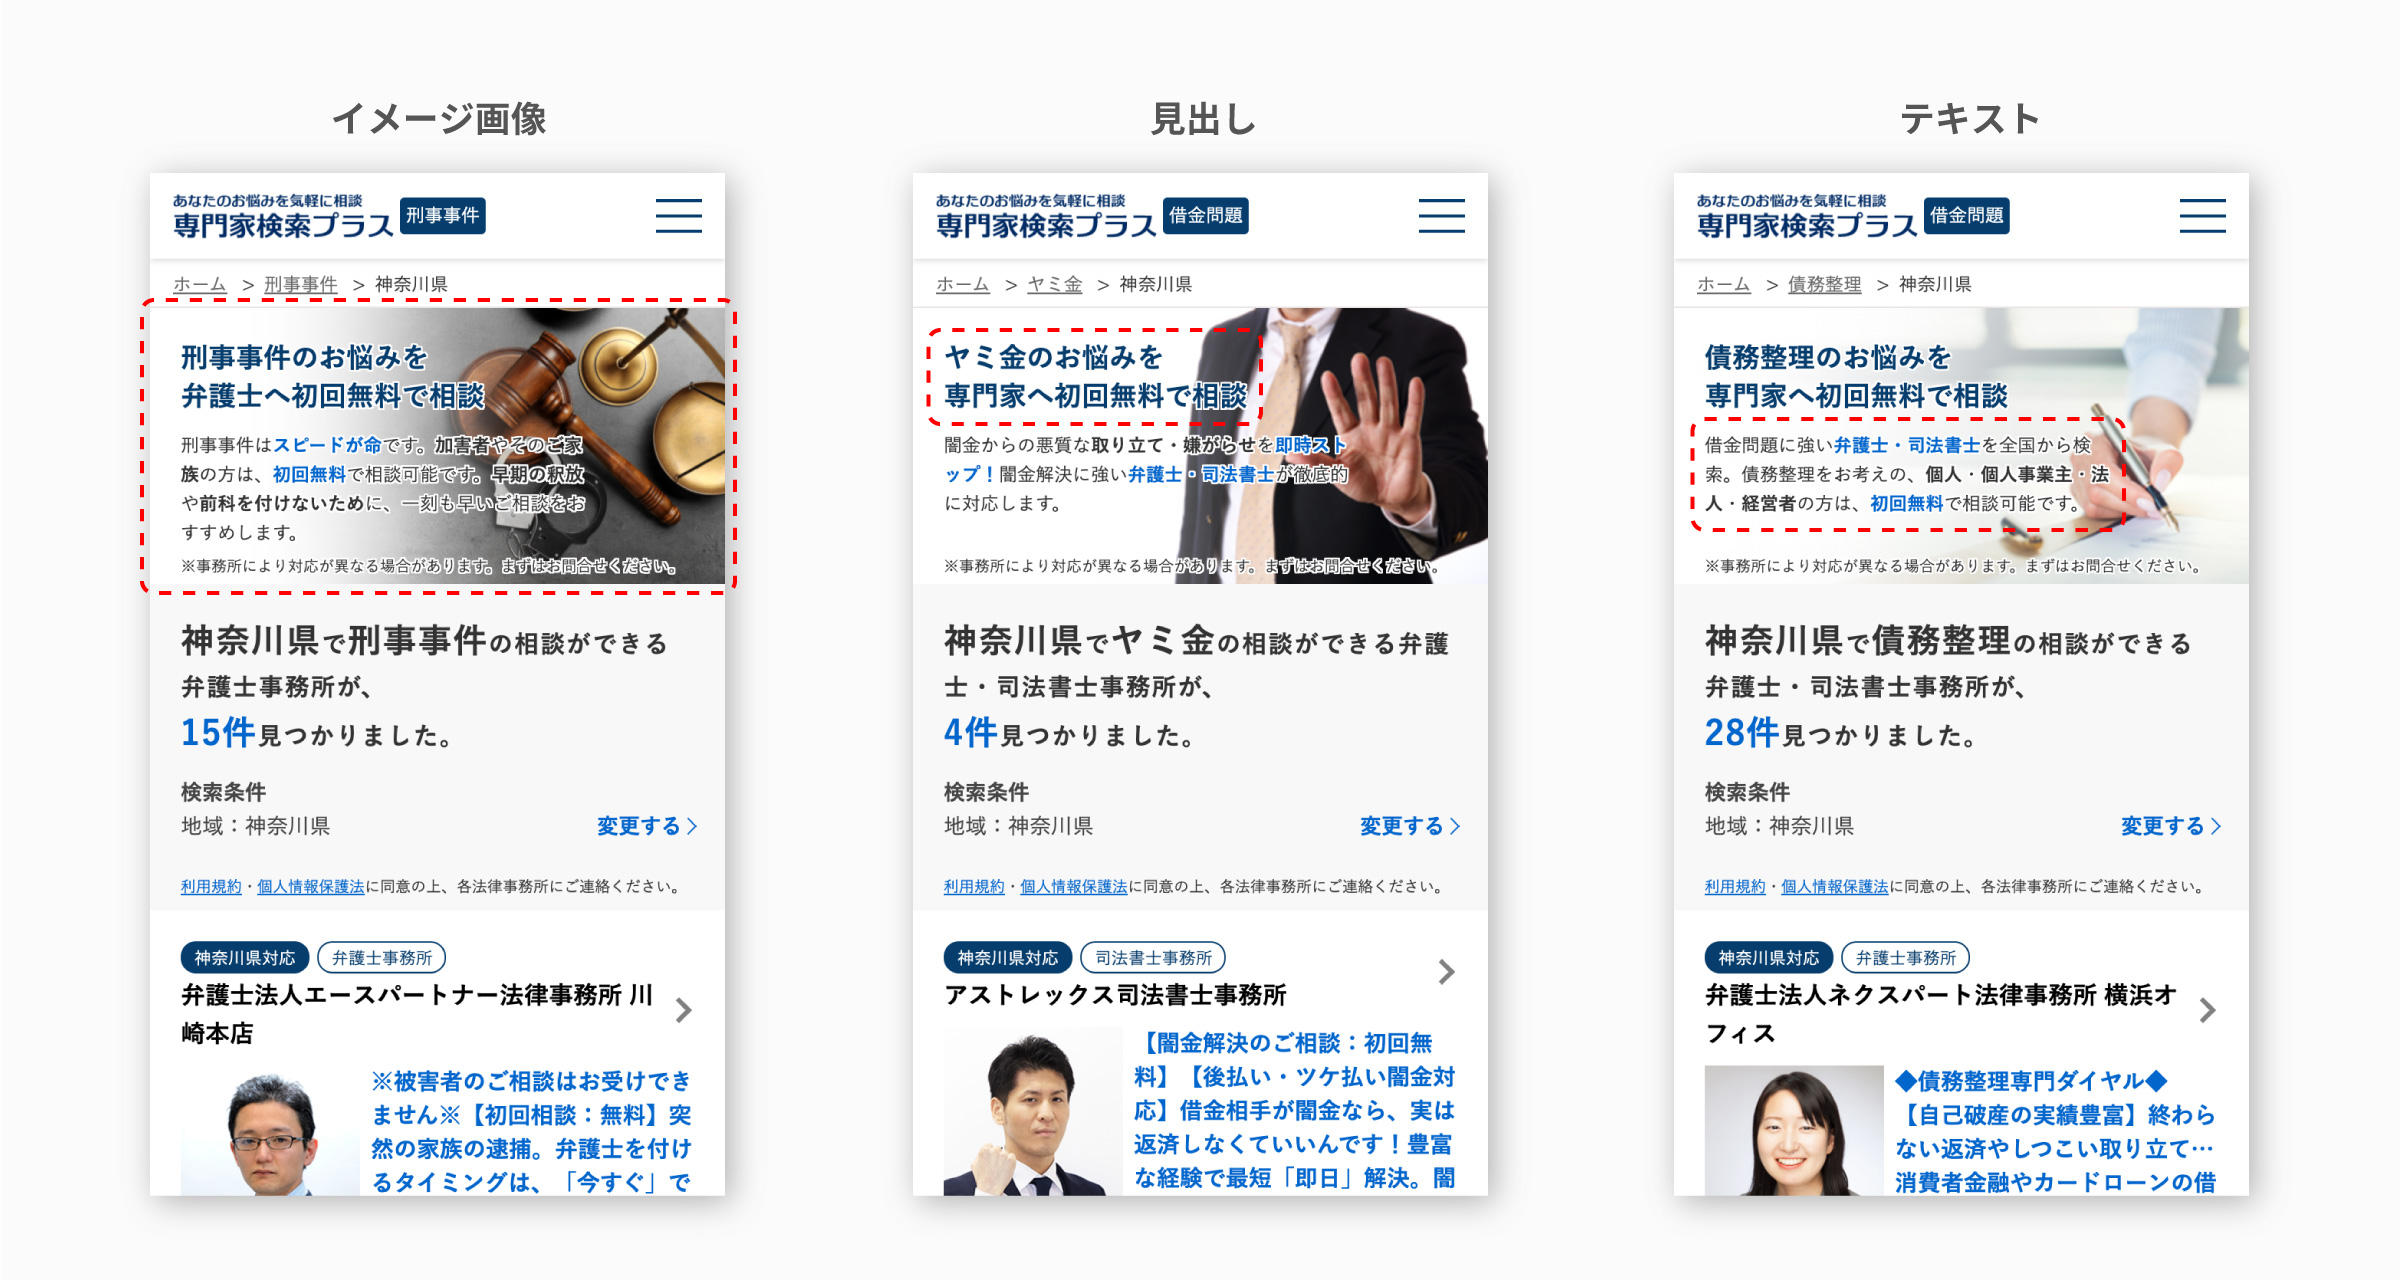 イメージ画像
あなたのお悩みを気軽に相談
専門家検索プラス 刑事事件
ホーム > 刑事事件 > 神奈川県
刑事事件のお悩みを
弁護士へ初回無料で相談
刑事事件はスピードが命です。加害者やそのご家
族の方は、初回無料で相談可能です。早期の釈放
や前科を付けないために、一刻も早いご相談をお
すすめします。
※事務所により対応が異なる場合があります。まずはお問合せください。
神奈川県で刑事事件の相談ができる
弁護士事務所が、
15件見つかりました。
検索条件
地域：神奈川県 変更する
利用規約・個人情報保護法に同意の上、各法律事務所にご連絡ください。
神奈川県対応 弁護士事務所
弁護士法人エースパートナー法律事務所 川
崎本店
※被害者のご相談はお受けでき
ません※【初回相談：無料】突
然の家族の逮捕。弁護士を付け
るタイミングは、「今すぐ」で
見出し
あなたのお悩みを気軽に相談
専門家検索プラス 借金問題
ホーム > ヤミ金 > 神奈川県
ヤミ金のお悩みを
専門家へ初回無料で相談
闇金からの悪質な取り立て・嫌がらせを即時スト
ップ！闇金解決に強い弁護士・司法書士が徹底的
に対応します。
※事務所により対応が異なる場合があります。まずはお問合せください。
神奈川県でヤミ金の相談ができる弁護
士・司法書士事務所が、
4件見つかりました。
検索条件
地域：神奈川県 変更する
利用規約・個人情報保護法に同意の上、各法律事務所にご連絡ください。
神奈川県対応 司法書士事務所
アストレックス司法書士事務所
【闇金解決のご相談：初回無
料】【後払い・ツケ払い闇金対
応】借金相手が闇金なら、実は
返済しなくていいんです！豊富
な経験で最短「即日」解決。闇
テキスト
あなたのお悩みを気軽に相談
専門家検索プラス 借金問題
ホーム > 債務整理 > 神奈川県
債務整理のお悩みを
専門家へ初回無料で相談
借金問題に強い弁護士・司法書士を全国から検
索。債務整理をお考えの、個人・個人事業主・法
人・経営者の方は、初回無料で相談可能です。
※事務所により対応が異なる場合があります。まずはお問合せください。
神奈川県で債務整理の相談ができる
弁護士・司法書士事務所が、
28件見つかりました。
検索条件
地域：神奈川県 変更する
利用規約・個人情報保護法に同意の上、各法律事務所にご連絡ください。
神奈川県対応 弁護士事務所
弁護士法人ネクスパート法律事務所 横浜オ
フィス
◆債務整理専門ダイヤル◆
【自己破産の実績豊富】終わら
ない返済やしつこい取り立て…
消費者金融やカードローンの借